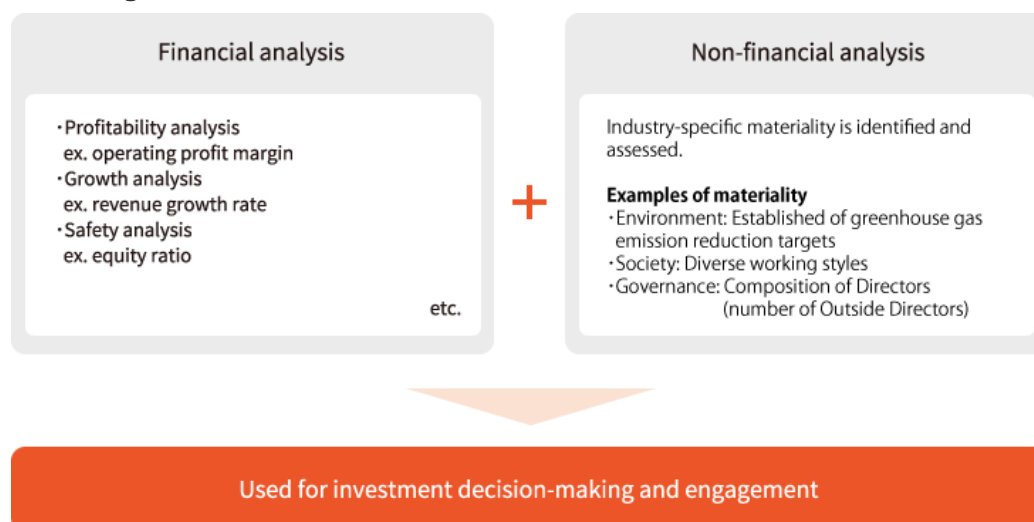 Financial analysis
・Profitability analysis
ex. operating profit margin
・Growth analysis
ex. revenue growth rate
・Safety analysis
ex. equity ratio
etc.
+
Non-financial analysis
Industry-specific materiality is identified and
assessed.
Examples of materiality
・Environment: Established of greenhouse gas
emission reduction targets
・Society: Diverse working styles
・Governance: Composition of Directors
(number of Outside Directors)
Used for investment decision-making and engagement